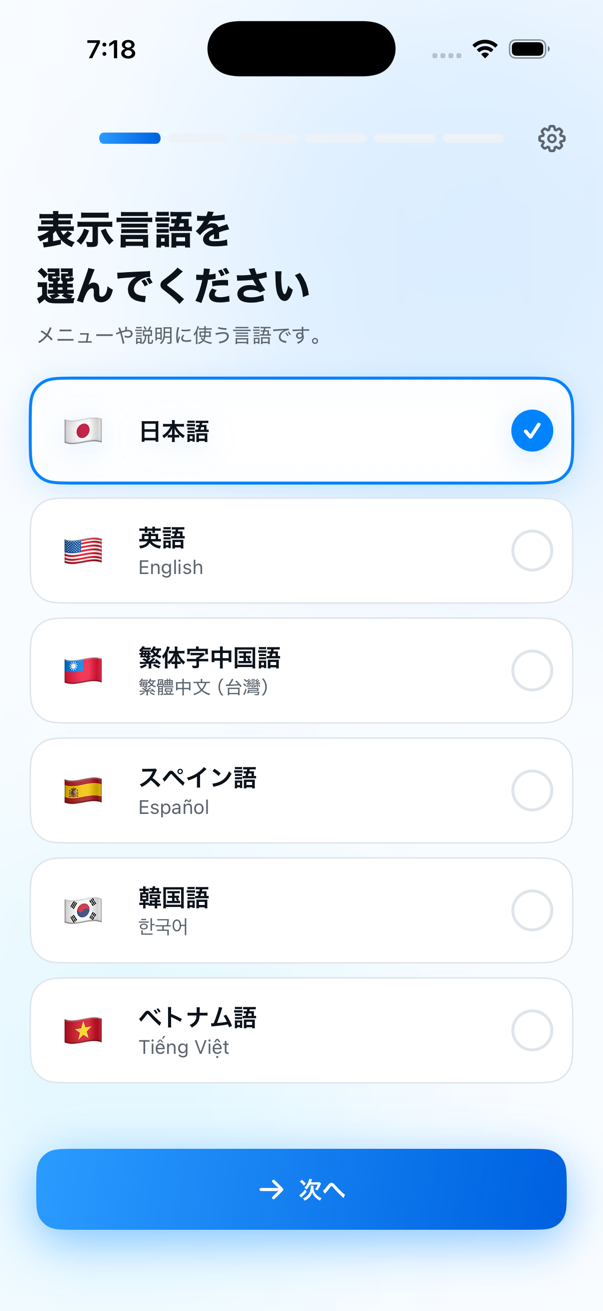 7:18
表示言語を
選んでください
メニューや説明に使う言語です。
日本語
英語
English
繁体字中国語
繁體中文（台灣）
スペイン語
Español
韓国語
한국어
ベトナム語
Tiếng Việt
→ 次へ